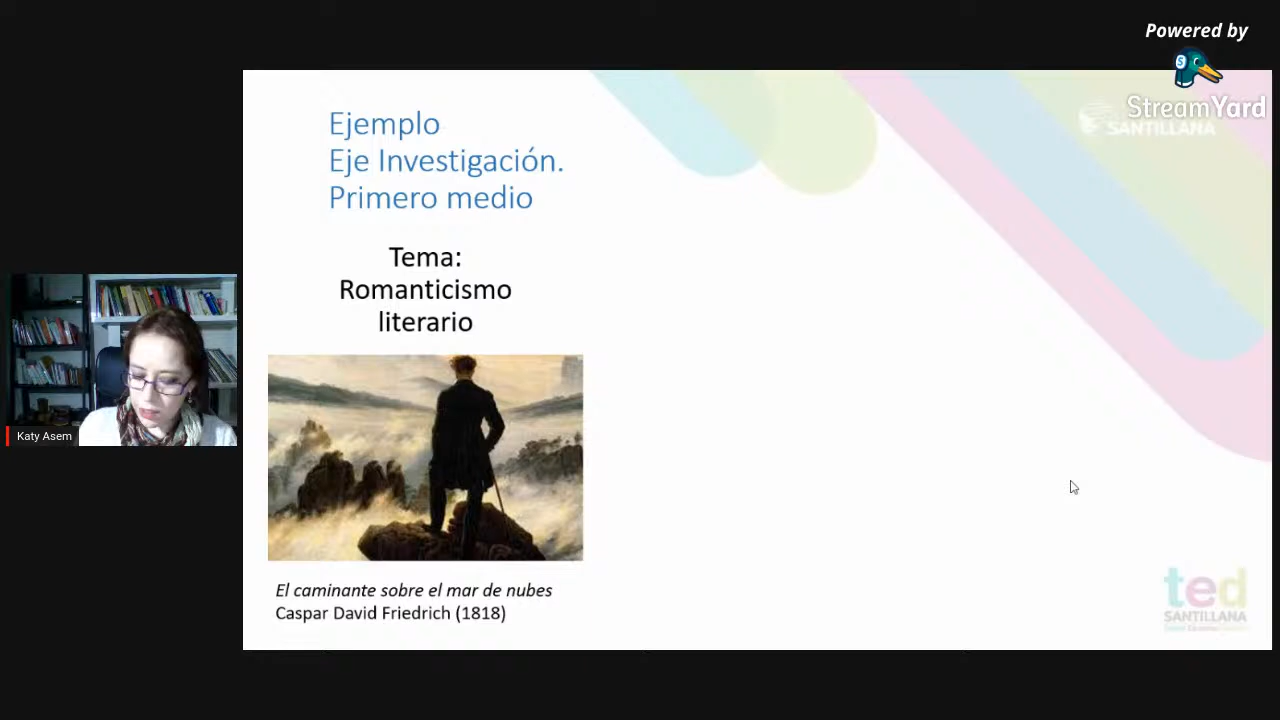 Powered by
StreamYard
SANTILLANA
Ejemplo
Eje Investigación.
Primero medio
Tema:
Romanticismo
literario
Katy Asem
El caminante sobre el mar de nubes
Caspar David Friedrich (1818)
ted
SANTILLANA